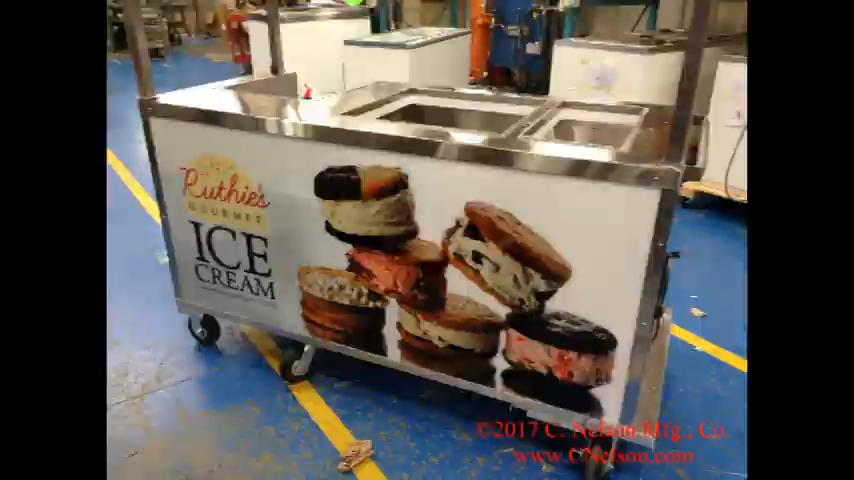 Ruthie's
GOURMET
ICE
CREAM
©2017 C. Nelson Mfg., Co.
www.CNelson.com